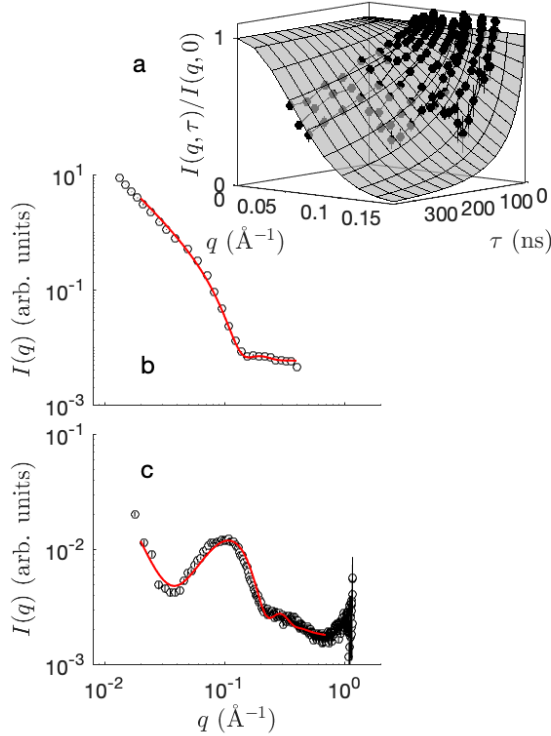 a
I(q, τ)/I(q, 0)
1
0
0
0.05
0.1
0.15
q (Å⁻¹)
300
200
100
0
τ (ns)
b
I(q) (arb. units)
10¹
10⁻¹
10⁻³
c
I(q) (arb. units)
10⁻¹
10⁻²
10⁻³
10⁻²
10⁻¹
10⁰
q (Å⁻¹)